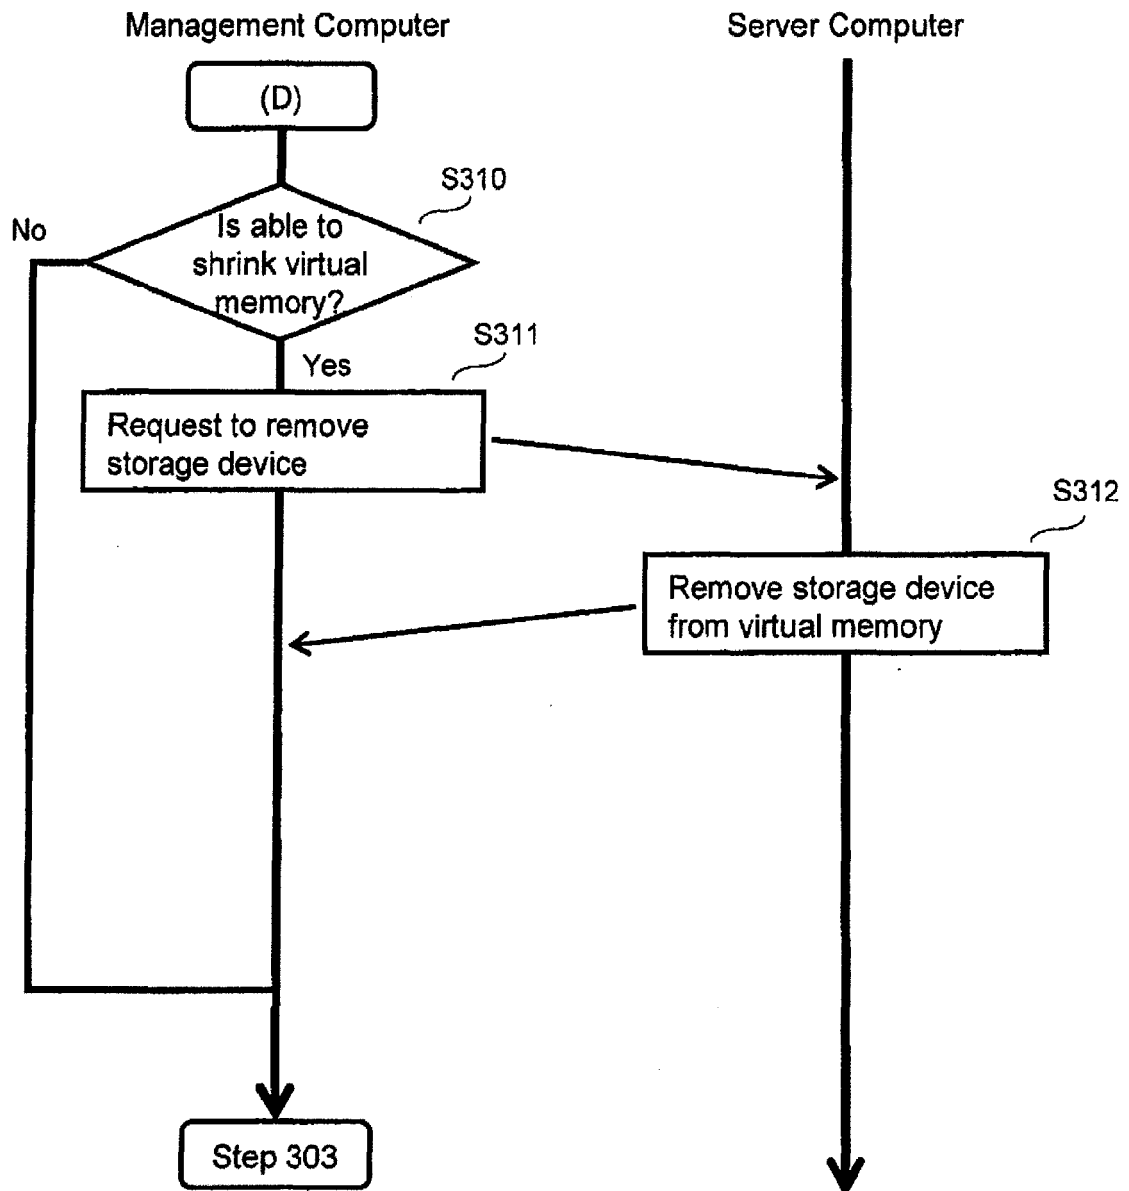 Management Computer
Server Computer
(D)
S310
No
Is able to
shrink virtual
memory?
S311
Yes
Request to remove
storage device
S312
Remove storage device
from virtual memory
Step 303